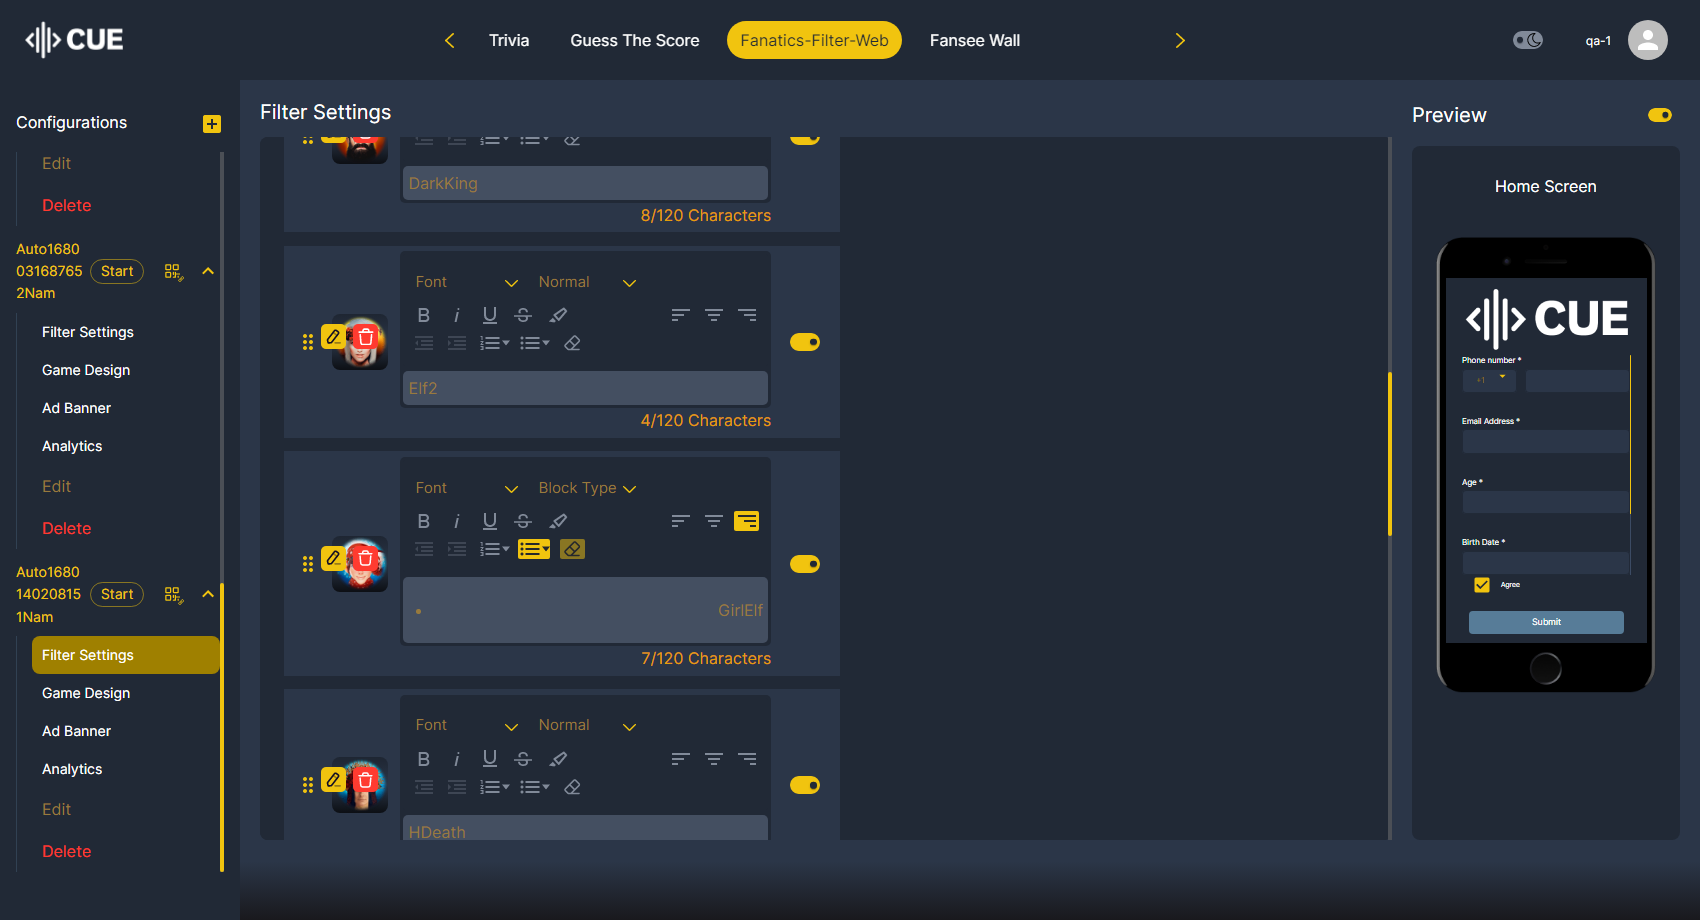 CUE
Trivia
Guess The Score
Fanatics-Filter-Web
Fansee Wall
qa-1
Configurations
Edit
Delete
Auto1680
03168765
2Nam
Start
Filter Settings
Game Design
Ad Banner
Analytics
Edit
Delete
Auto1680
14020815
1Nam
Start
Filter Settings
Game Design
Ad Banner
Analytics
Edit
Delete
Filter Settings
DarkKing
8/120 Characters
Font
Normal
B i U S
Elf2
4/120 Characters
Font
Block Type
B i U S
GirlElf
7/120 Characters
Font
Normal
B i U S
HDeath
Preview
Home Screen
CUE
Phone number *
+1
Email Address *
Age *
Birth Date *
Agree
Submit